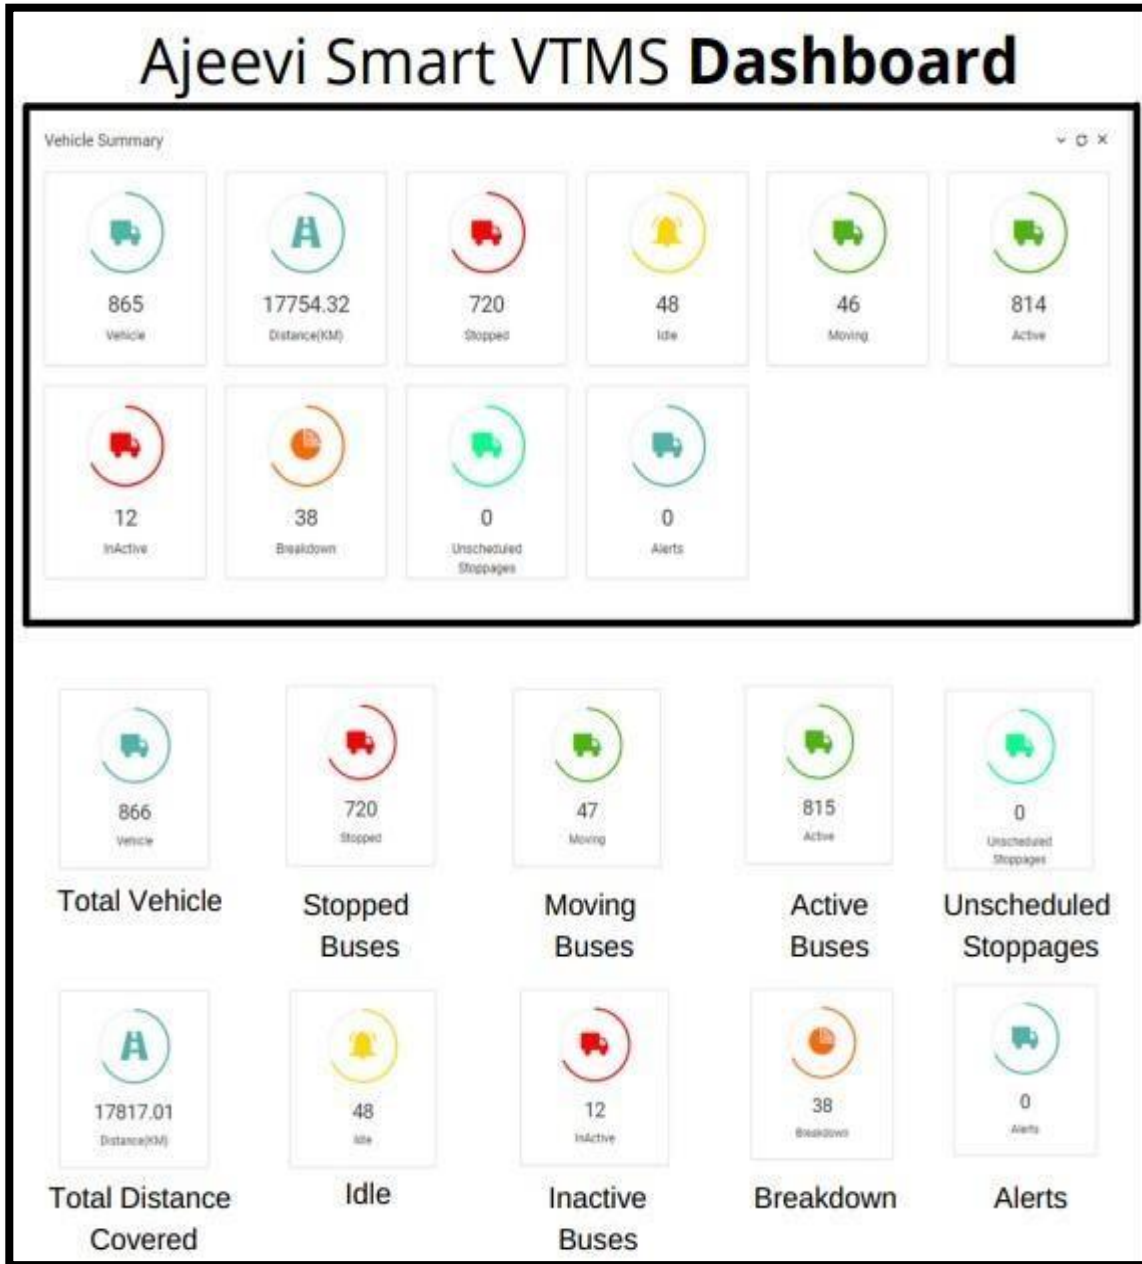 Ajeevi Smart VTMS Dashboard
Vehicle Summary
865
Vehicle
17754.32
Distance(KM)
720
Stopped
48
Idle
46
Moving
814
Active
12
InActive
38
Breakdown
0
Unscheduled
Stoppages
0
Alerts
866
Vehicle
Total Vehicle
720
Stopped
Stopped
Buses
47
Moving
Moving
Buses
815
Active
Active
Buses
0
Unscheduled
Stoppages
Unscheduled
Stoppages
17817.01
Distance(KM)
Total Distance
Covered
48
Idle
Idle
12
InActive
Inactive
Buses
38
Breakdown
Breakdown
0
Alerts
Alerts